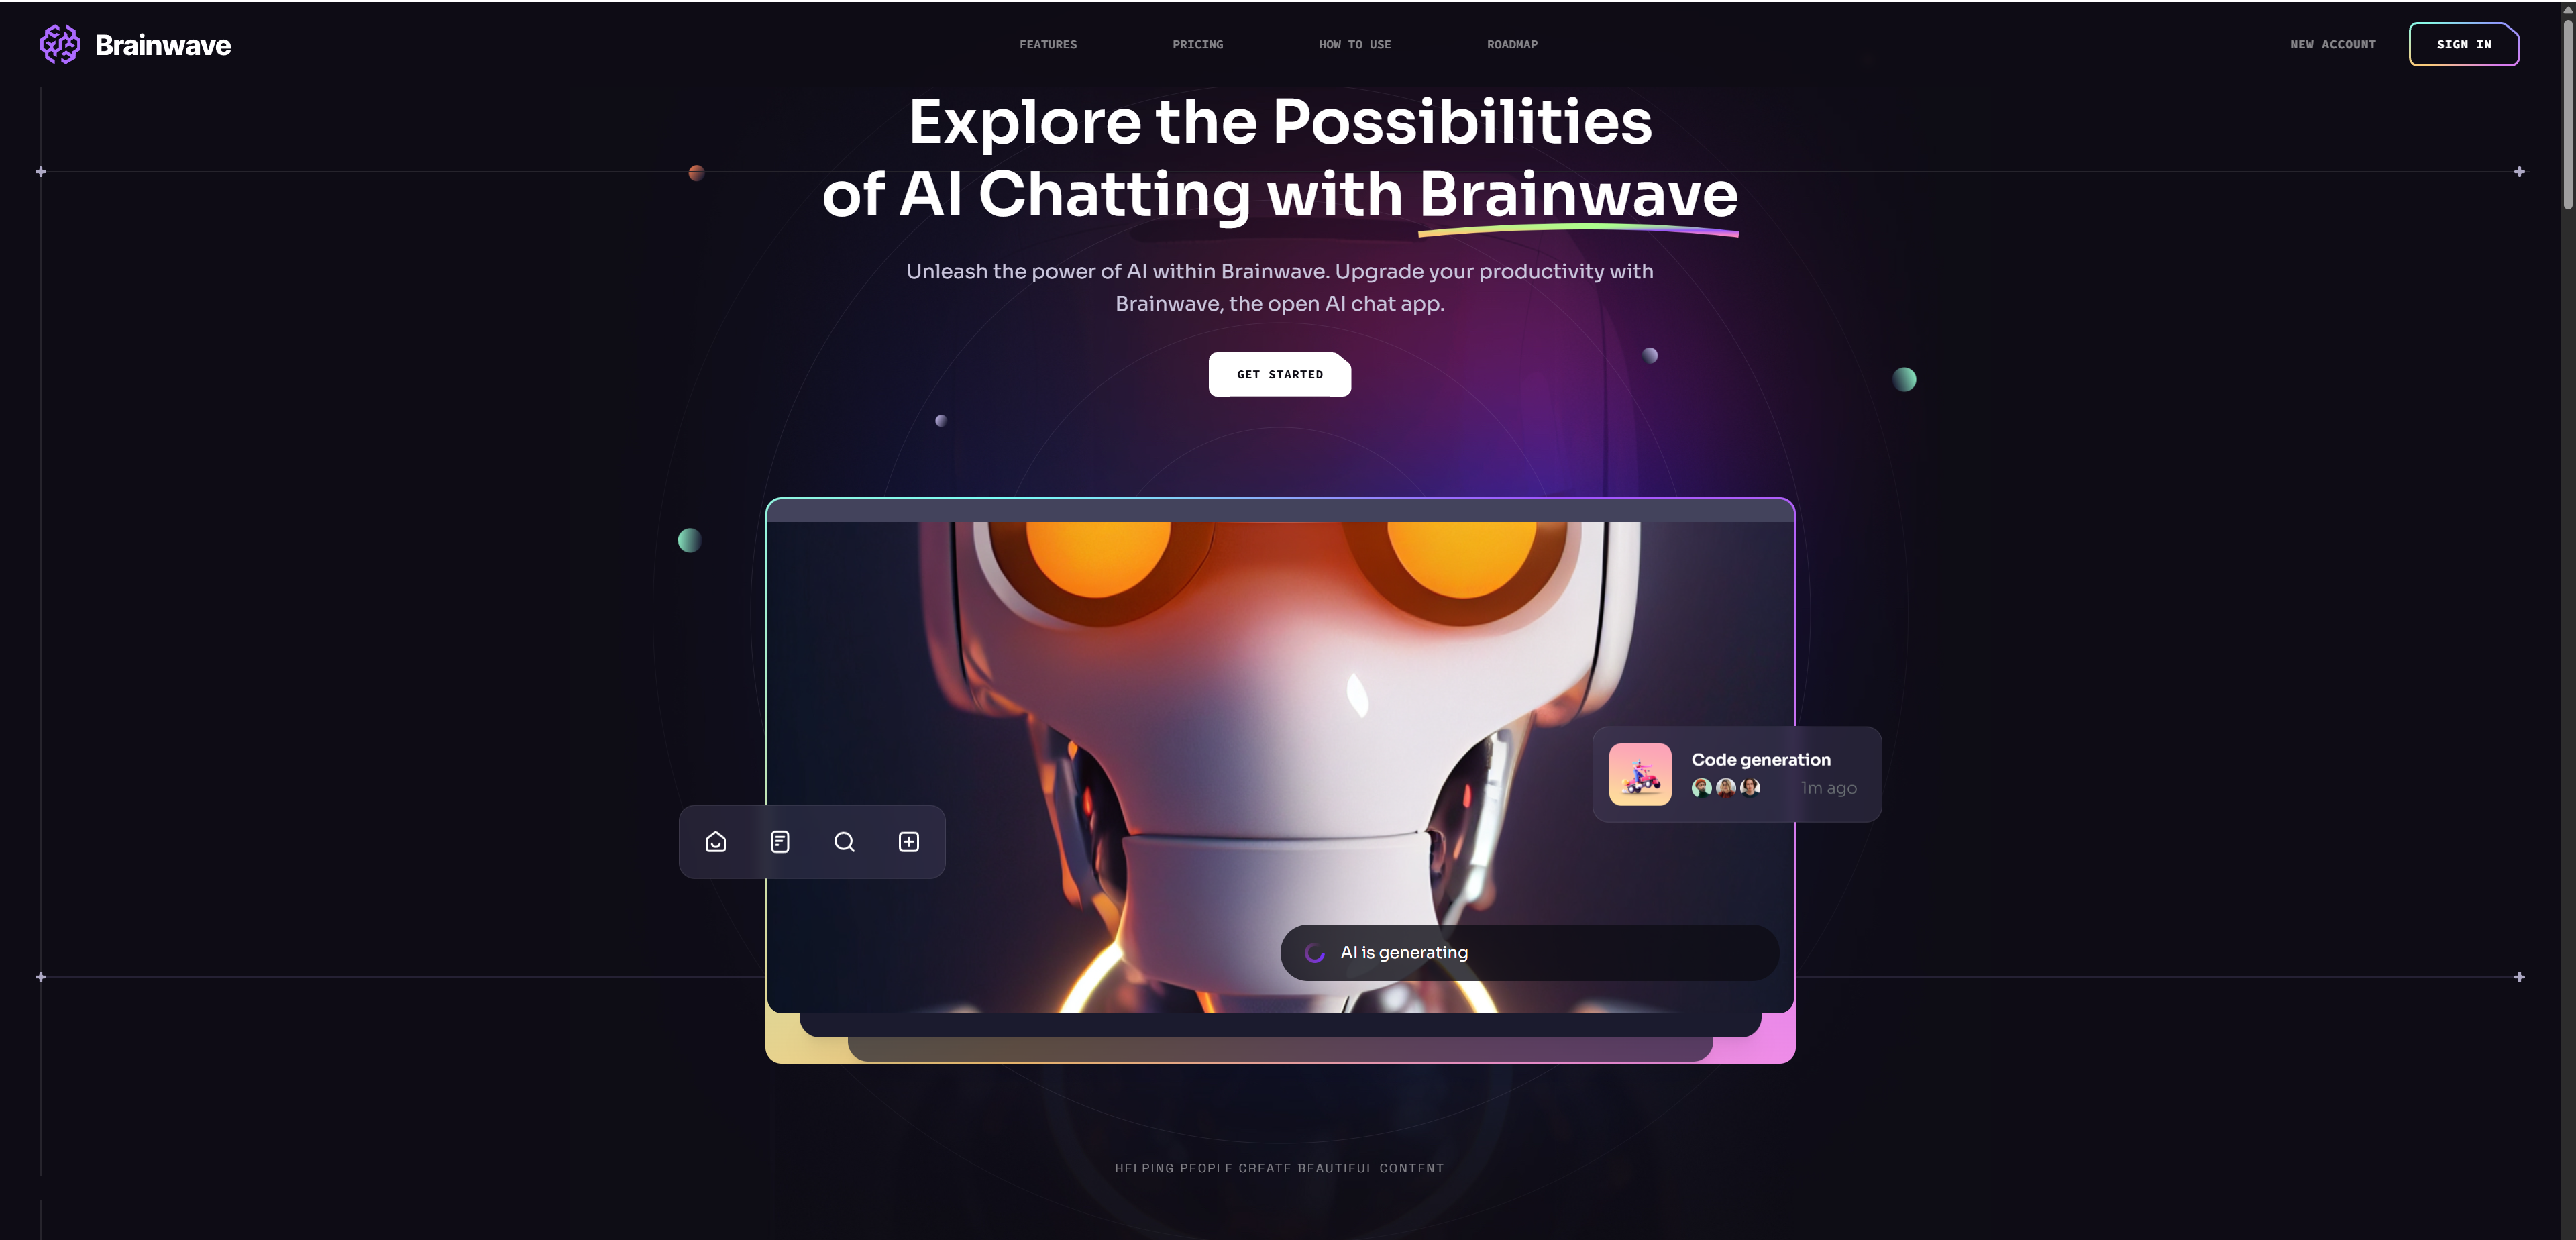 Brainwave
FEATURES
PRICING
HOW TO USE
ROADMAP
NEW ACCOUNT
SIGN IN
Explore the Possibilities
of AI Chatting with Brainwave
Unleash the power of AI within Brainwave. Upgrade your productivity with
Brainwave, the open AI chat app.
GET STARTED
Code generation
1m ago
AI is generating
HELPING PEOPLE CREATE BEAUTIFUL CONTENT